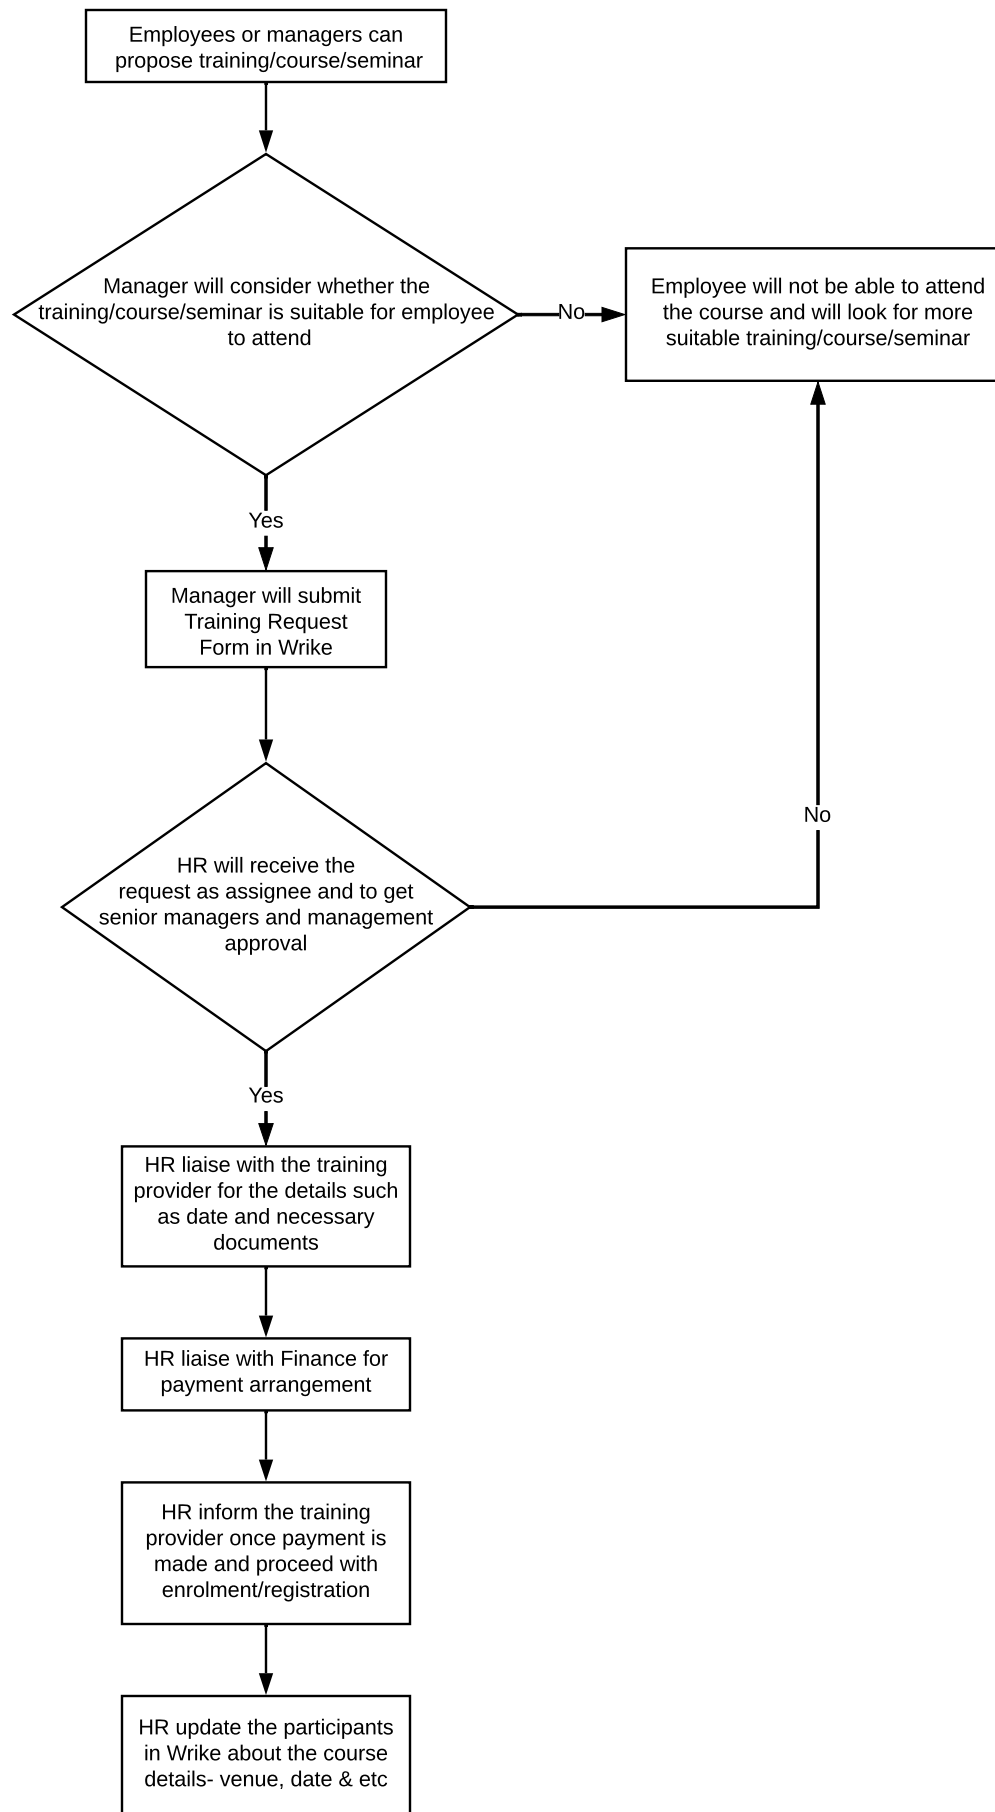 Employees or managers can
propose training/course/seminar
Manager will consider whether the
training/course/seminar is suitable for employee
to attend
No
Employee will not be able to attend
the course and will look for more
suitable training/course/seminar
Yes
Manager will submit
Training Request
Form in Wrike
HR will receive the
request as assignee and to get
senior managers and management
approval
No
Yes
HR liaise with the training
provider for the details such
as date and necessary
documents
HR liaise with Finance for
payment arrangement
HR inform the training
provider once payment is
made and proceed with
enrolment/registration
HR update the participants
in Wrike about the course
details- venue, date & etc